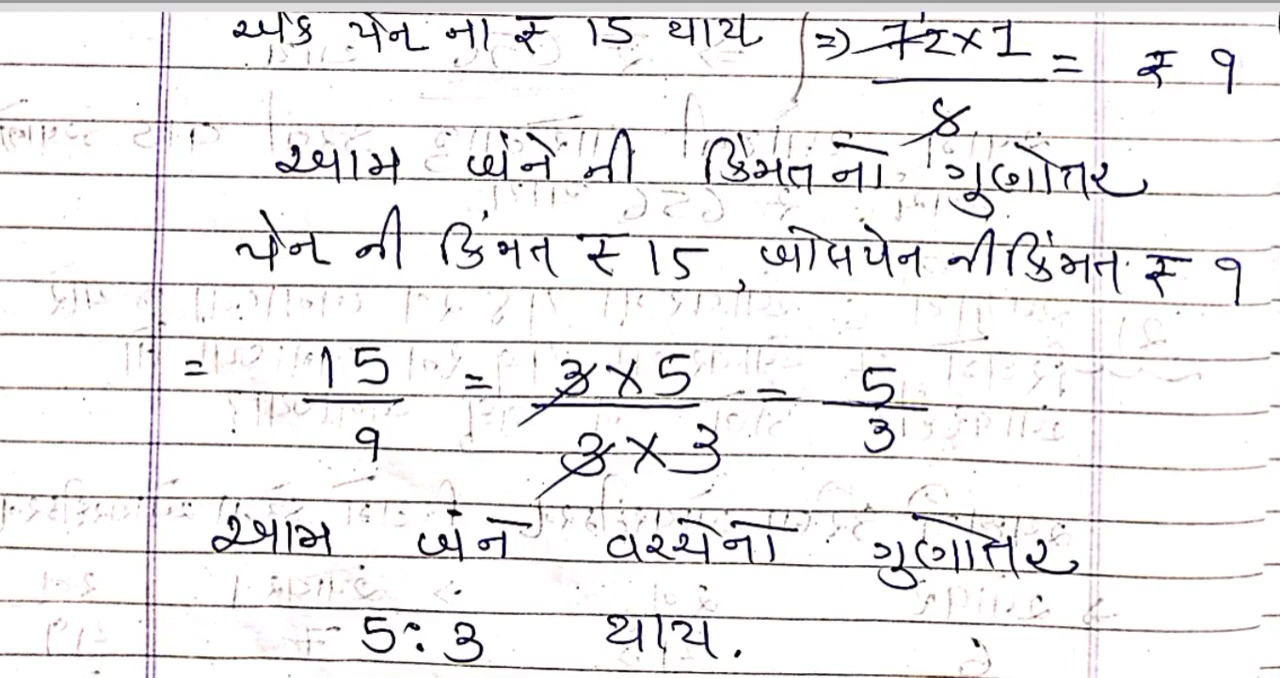 એક પેન ના ₹ 15 થાય ⇒ 72×1 / 8 = ₹ 9
આમ બંને ની કિંમતનો ગુણોતર
પેન ની કિંમત ₹ 15, બોલપેન ની કિંમત ₹ 9
= 15/9 = 3×5 / 3×3 = 5/3
આમ બંને વચ્ચેનો ગુણોતર
5:3 થાય.